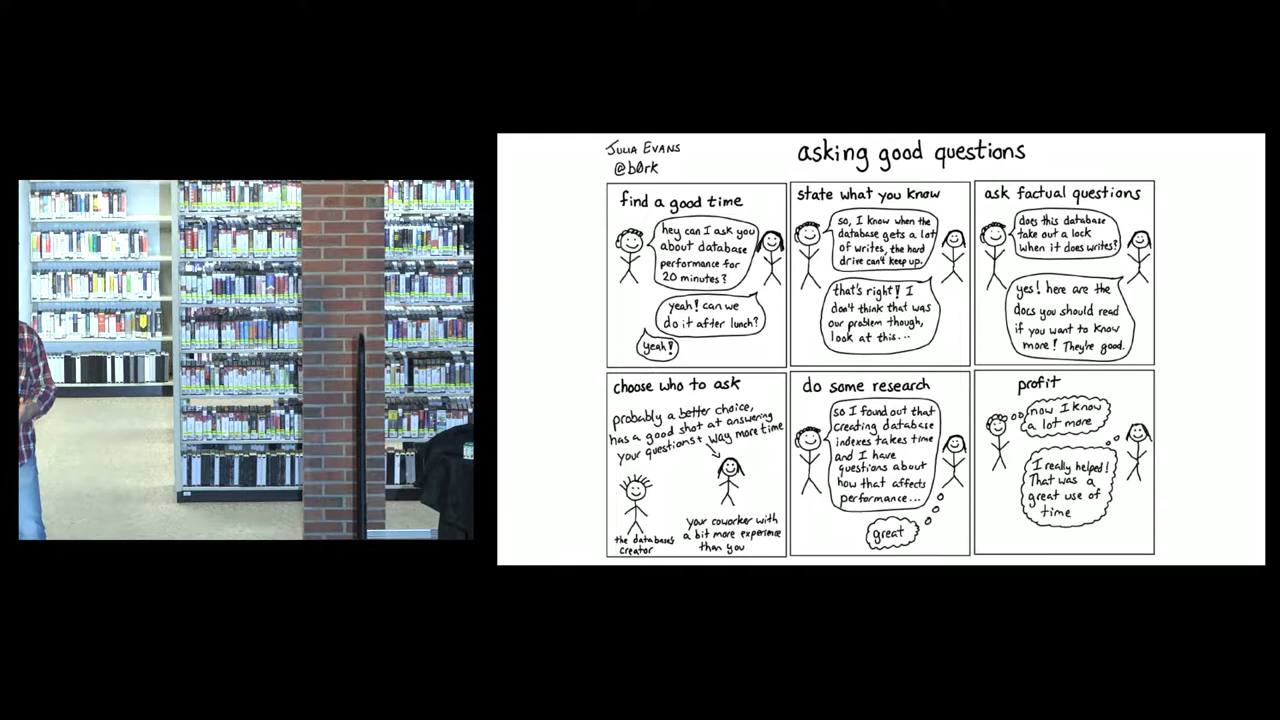 JULIA EVANS
@b0rk
asking good questions
find a good time
hey can I ask you
about database
performance for
20 minutes?
yeah! can we
do it after lunch?
yeah!
state what you know
so, I know when the
database gets a lot
of writes, the hard
drive can't keep up.
that's right! I
don't think that was
our problem though,
look at this...
ask factual questions
does this database
take out a lock
when it does writes?
yes! here are the
docs you should read
if you want to know
more! They're good.
choose who to ask
probably a better choice,
has a good shot at answering
your question + way more time
the database's
creator
your coworker with
a bit more experience
than you
do some research
so I found out that
creating database
indexes takes time
and I have
questions about
how that affects
performance...
great
profit
now I know
a lot more
I really helped!
That was a
great use of
time